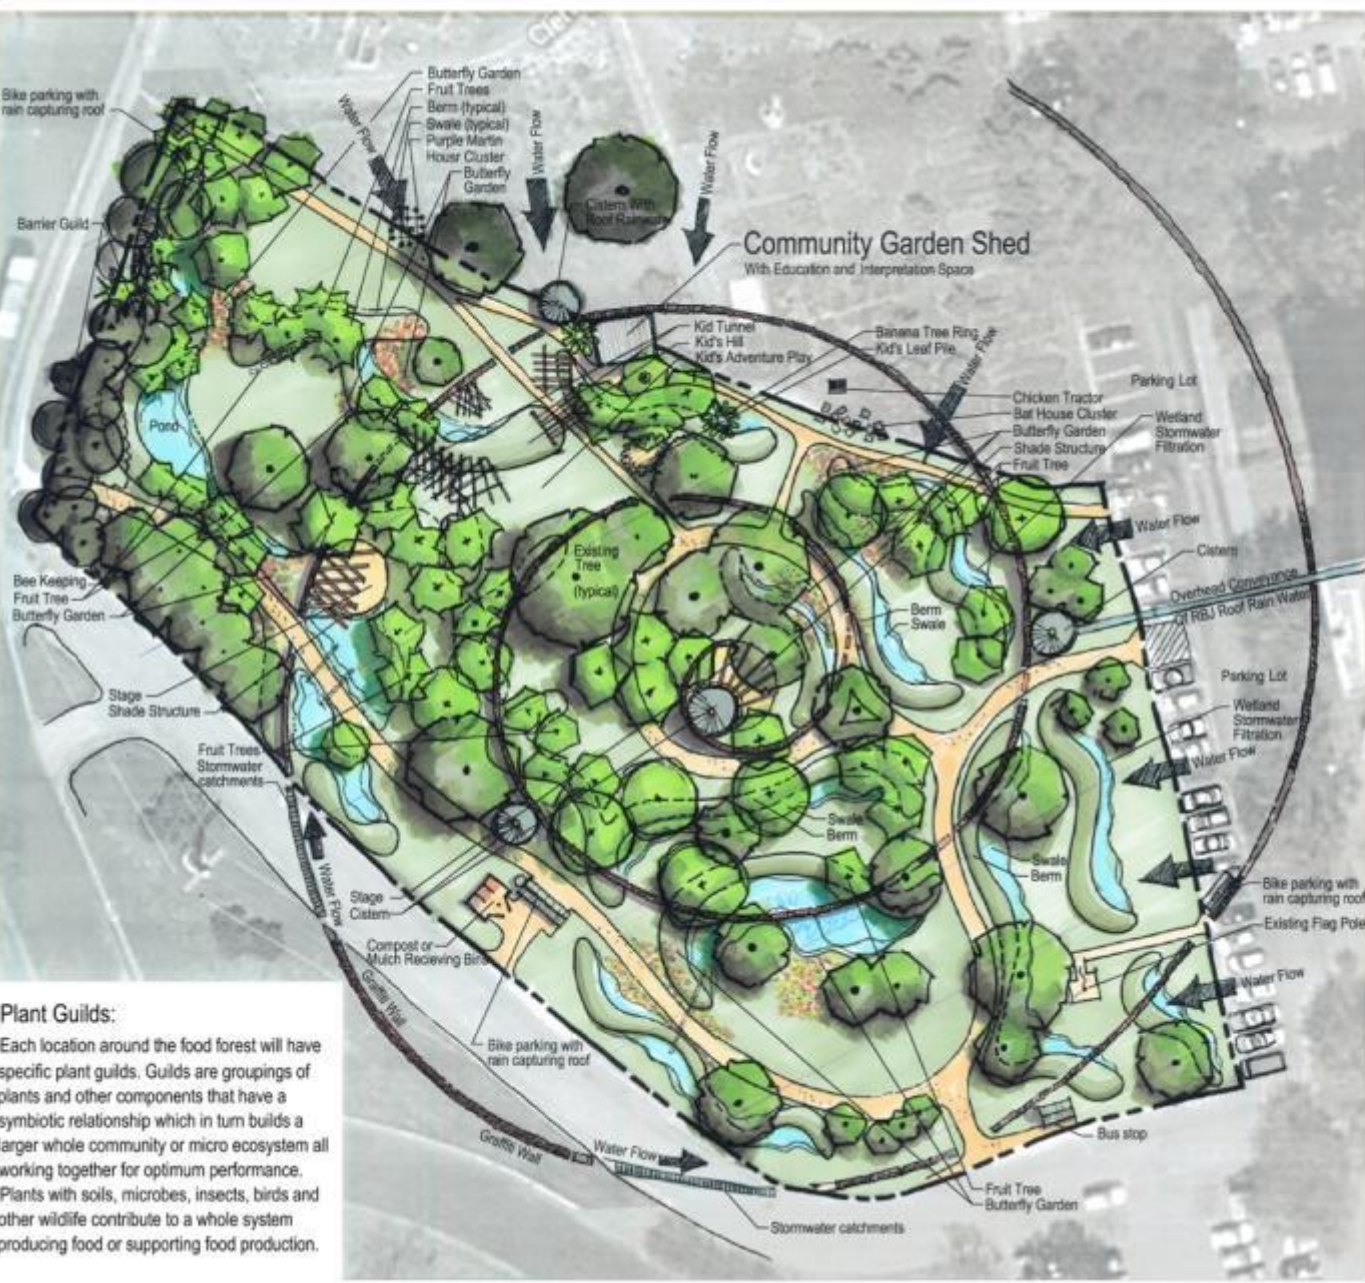 Butterfly Garden
Fruit Trees
Berm (typical)
Swale (typical)
Purple Martin
Housr Cluster
Butterfly
Garden
Bike parking with
rain capturing roof
Water Flow
Water Flow
Water Flow
Cistern With
Roof Rainwater
Barrier Guild
Community Garden Shed
With Education and Interpretation Space
Kid Tunnel
Kid's Hill
Kid's Adventure Play
Banana Tree Ring
Kid's Leaf Pile
Water Flow
Parking Lot
Chicken Tractor
Bat House Cluster
Butterfly Garden
Shade Structure
Fruit Tree
Wetland
Stormwater
Filtration
Pond
Water Flow
Cistern
Existing
Tree
(typical)
Overhead Conveyance
Of RBJ Roof Rain Water
Bee Keeping
Fruit Tree
Butterfly Garden
Berm
Swale
Parking Lot
Stage
Shade Structure
Wetland
Stormwater
Filtration
Water Flow
Fruit Trees
Stormwater
catchments
Swale
Berm
Swale
Berm
Water Flow
Stage
Cistern
Bike parking with
rain capturing roof
Existing Flag Pole
Compost or
Mulch Recieving Bins
Graffiti Wall
Water Flow
Bike parking with
rain capturing roof
Plant Guilds:
Each location around the food forest will have
specific plant guilds. Guilds are groupings of
plants and other components that have a
symbiotic relationship which in turn builds a
larger whole community or micro ecosystem all
working together for optimum performance.
Plants with soils, microbes, insects, birds and
other wildlife contribute to a whole system
producing food or supporting food production.
Graffiti Wall
Water Flow
Bus stop
Fruit Tree
Butterfly Garden
Stormwater catchments